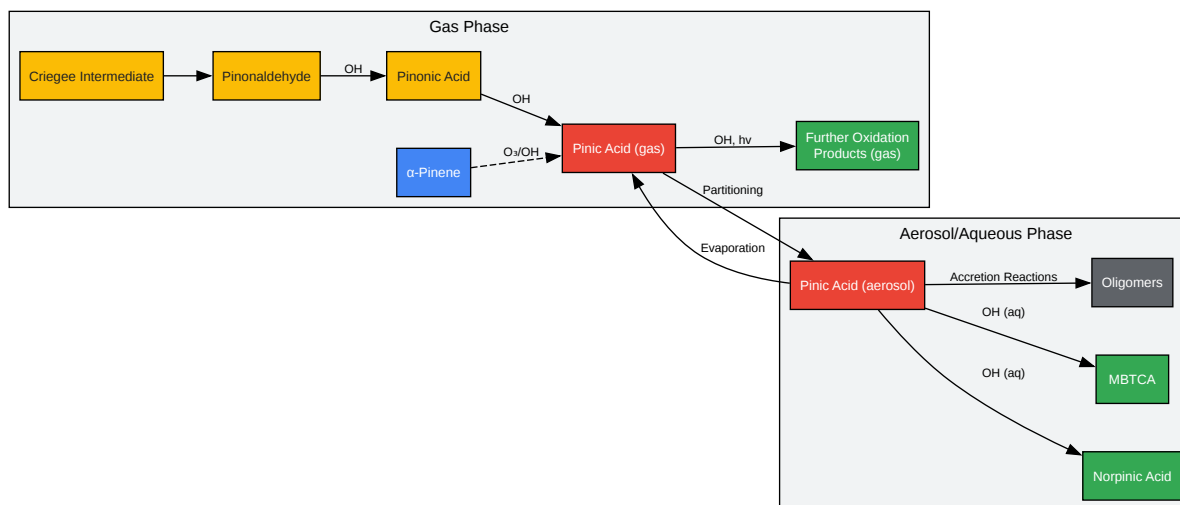 Gas Phase
Criegee Intermediate
Pinonaldehyde
OH
Pinonic Acid
OH
α-Pinene
O₃/OH
Pinic Acid (gas)
OH, hv
Further Oxidation
Products (gas)
Partitioning
Evaporation
Aerosol/Aqueous Phase
Pinic Acid (aerosol)
Accretion Reactions
Oligomers
OH (aq)
MBTCA
OH (aq)
Norpinic Acid